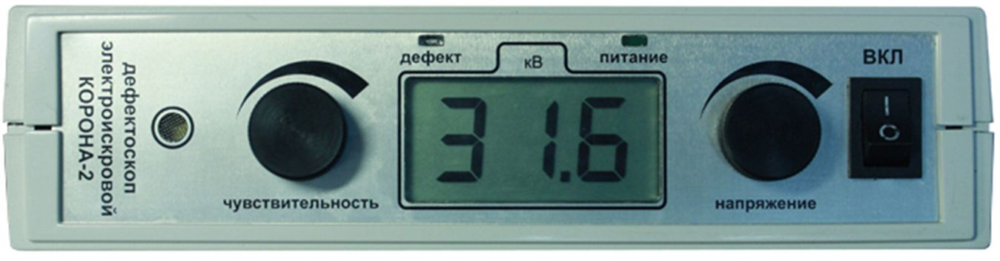 дефектоскоп
электроискровой
КОРОНА-2
чувствительность
дефект
кВ
питание
31.6
напряжение
ВКЛ
I
O